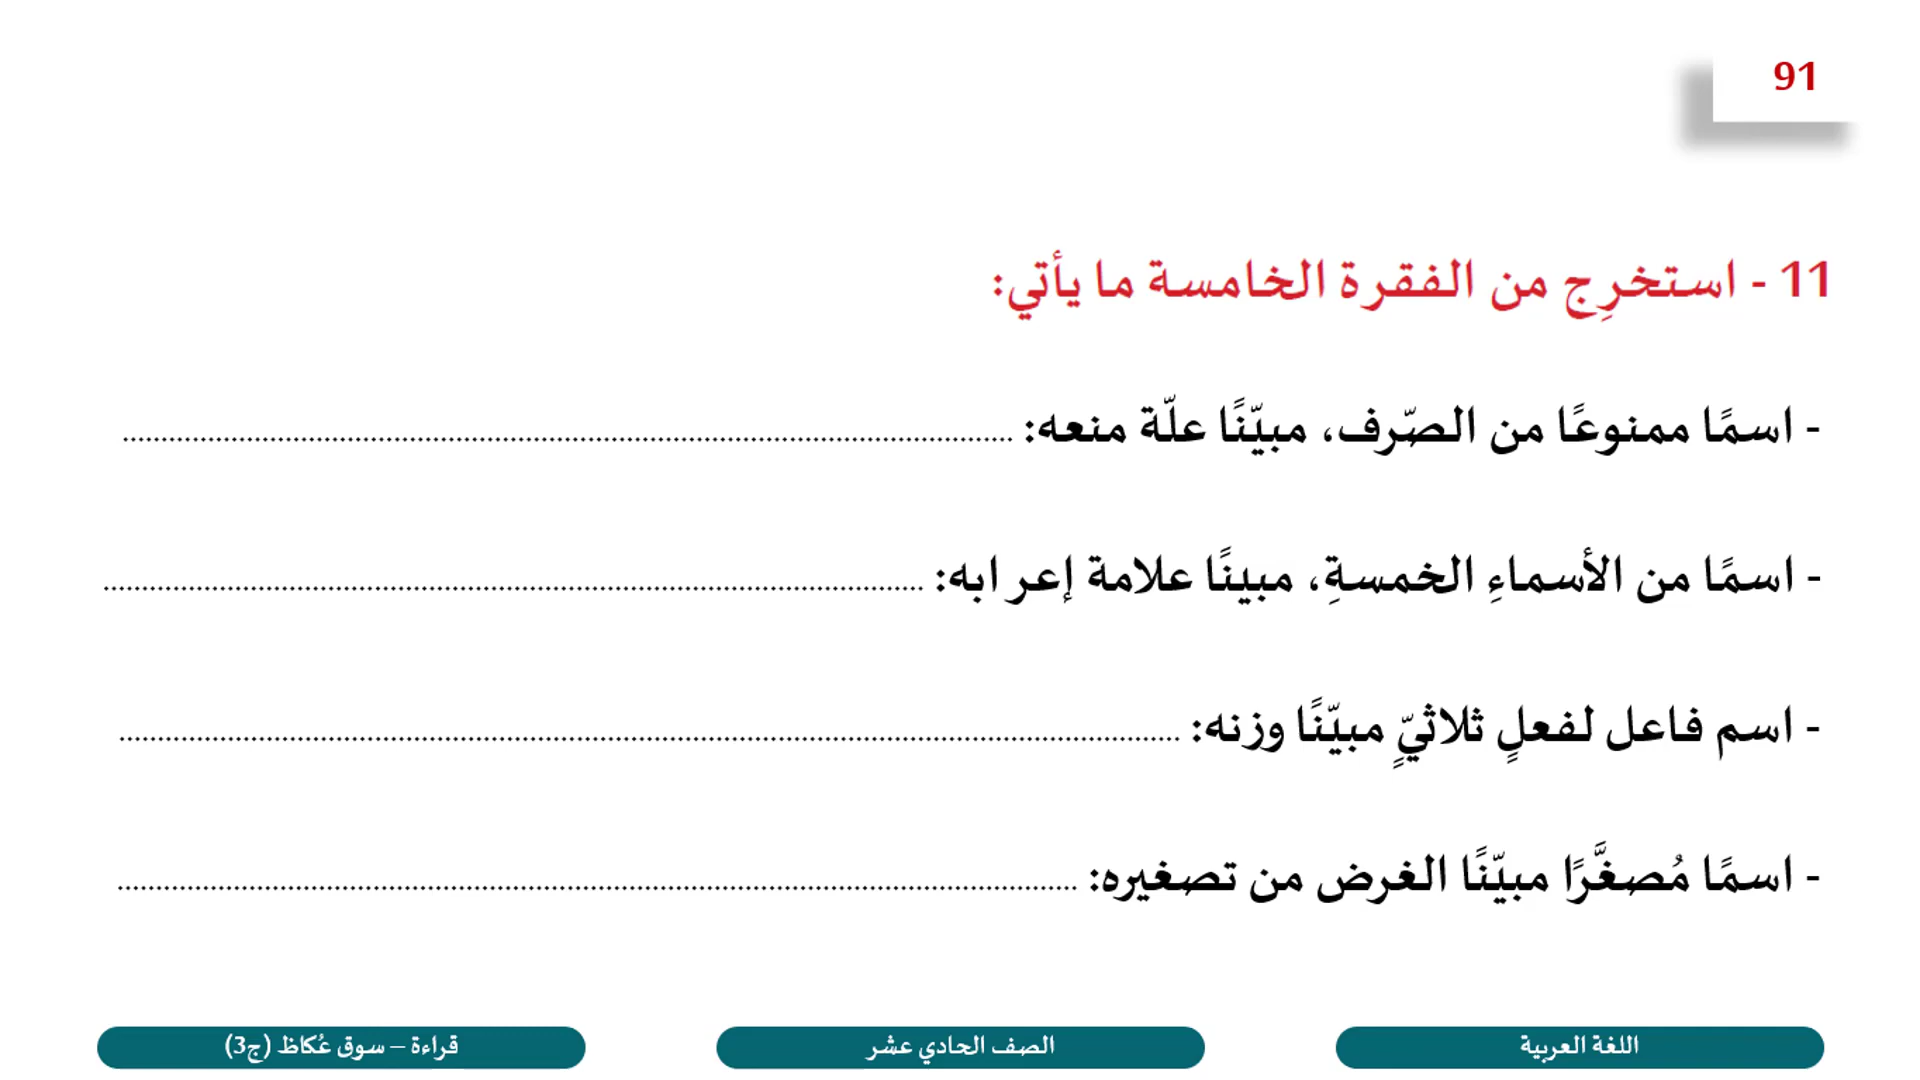 91
11 - استخرِج من الفقرة الخامسة ما يأتي:
- اسمًا ممنوعًا من الصّرف، مبيّنًا علّة منعه: ............................................................
- اسمًا من الأسماءِ الخمسةِ، مبينًا علامة إعرابه: ............................................................
- اسم فاعل لفعلٍ ثلاثيٍّ مبيّنًا وزنه: ............................................................
- اسمًا مُصغَّرًا مبيّنًا الغرض من تصغيره: ............................................................
اللغة العربية
الصف الحادي عشر
قراءة – سوق عُكاظ (ج3)